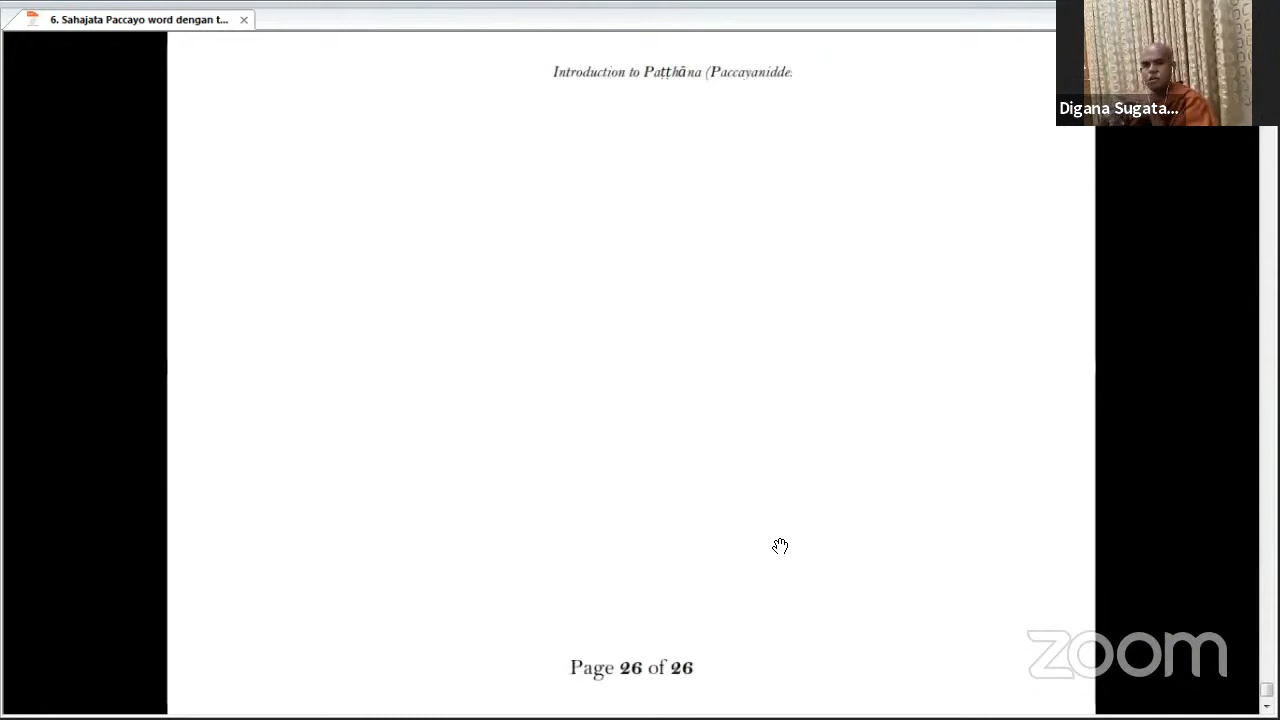 6. Sahajata Paccayo word dengan t...
Introduction to Paṭṭhāna (Paccayanidde
Digana Sugata...
zoom
Page 26 of 26